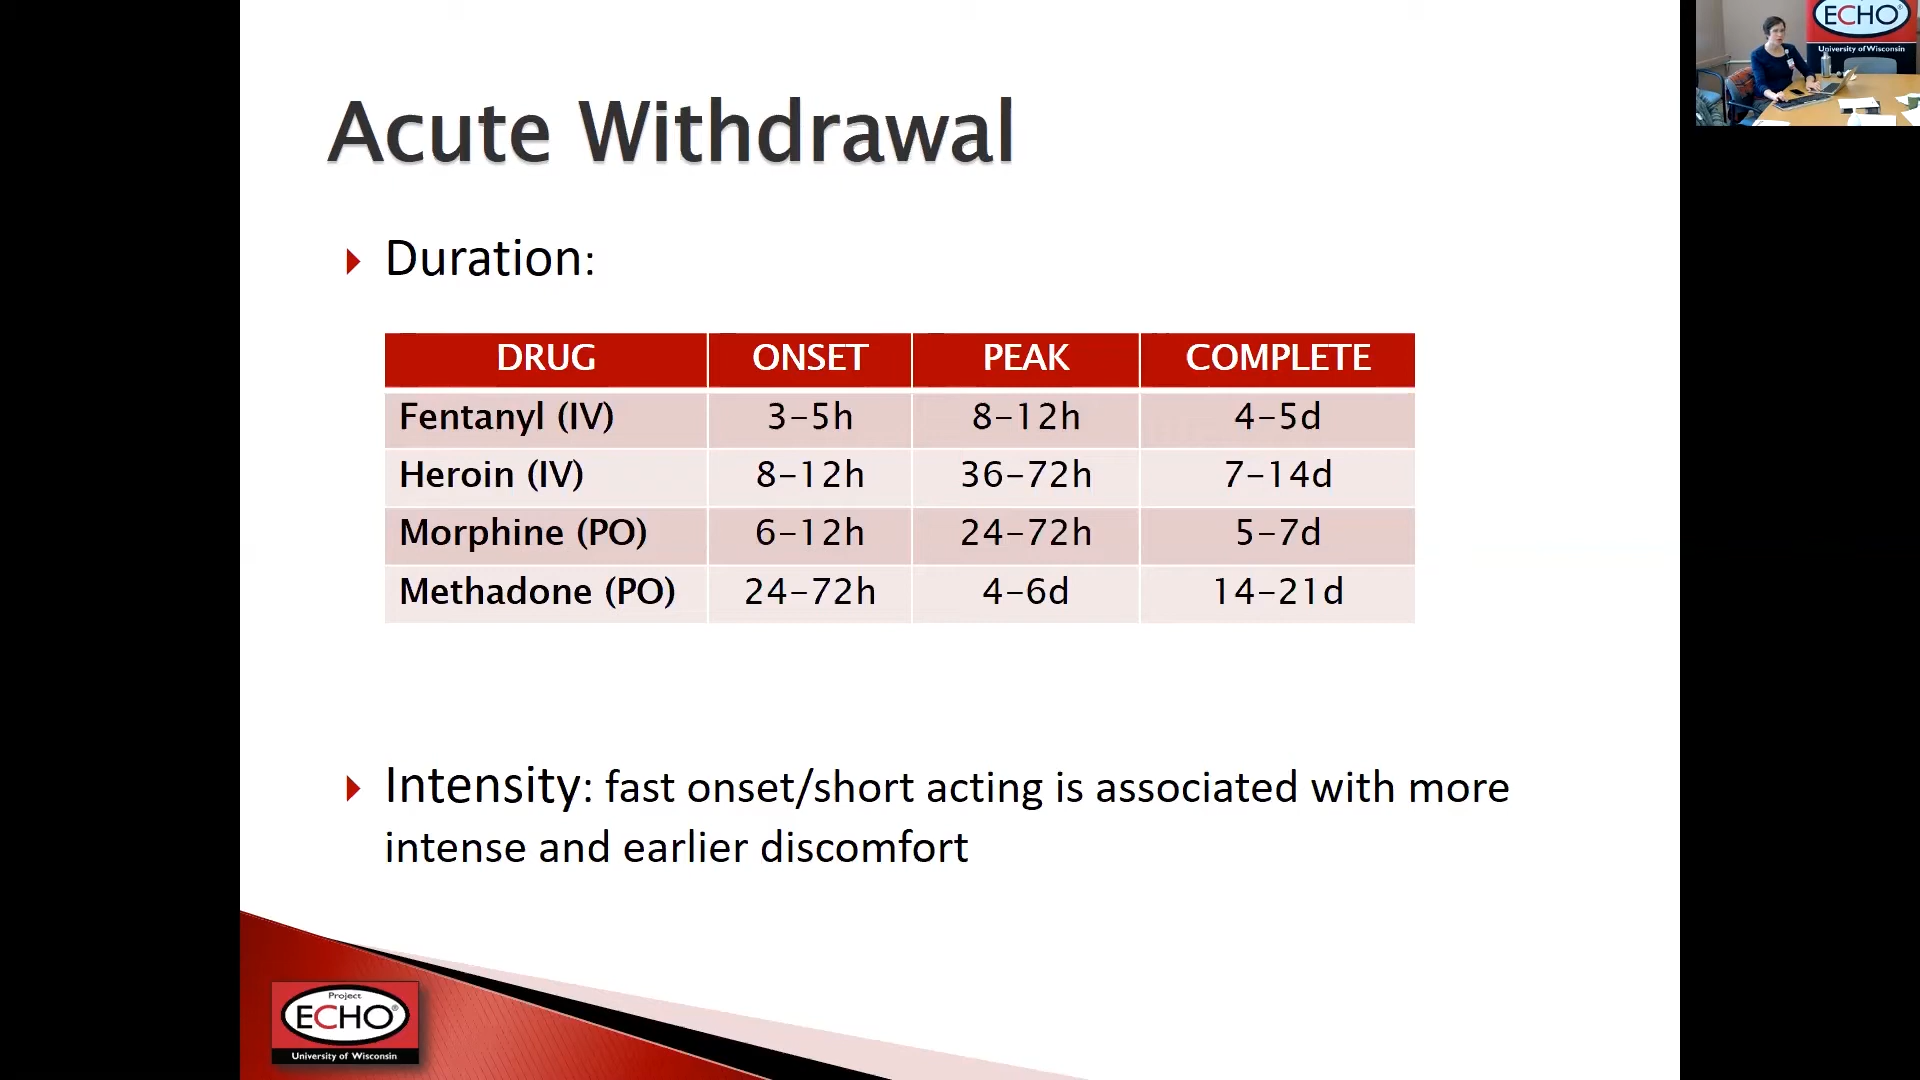 Acute Withdrawal
Duration:
DRUG ONSET PEAK COMPLETE
Fentanyl (IV) 3-5h 8-12h 4-5d
Heroin (IV) 8-12h 36-72h 7-14d
Morphine (PO) 6-12h 24-72h 5-7d
Methadone (PO) 24-72h 4-6d 14-21d
Intensity: fast onset/short acting is associated with more
intense and earlier discomfort
Project
ECHO®
University of Wisconsin
ECHO®
University of Wisconsin